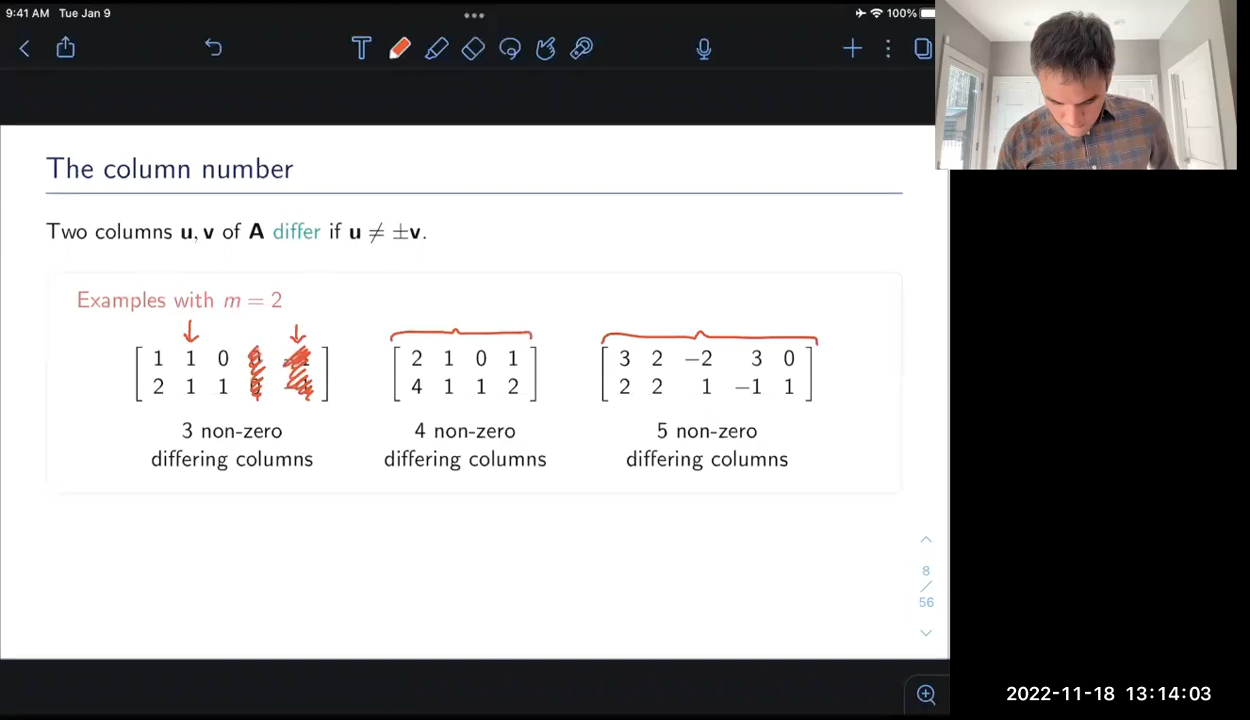 9:41 AM Tue Jan 9
100%
The column number
Two columns u, v of A differ if u ≠ ±v.
Examples with m = 2
1 1 0
2 1 1
2 1 0 1
4 1 1 2
3 2 −2 3 0
2 2 1 −1 1
3 non-zero
differing columns
4 non-zero
differing columns
5 non-zero
differing columns
8
/
56
2022-11-18 13:14:03